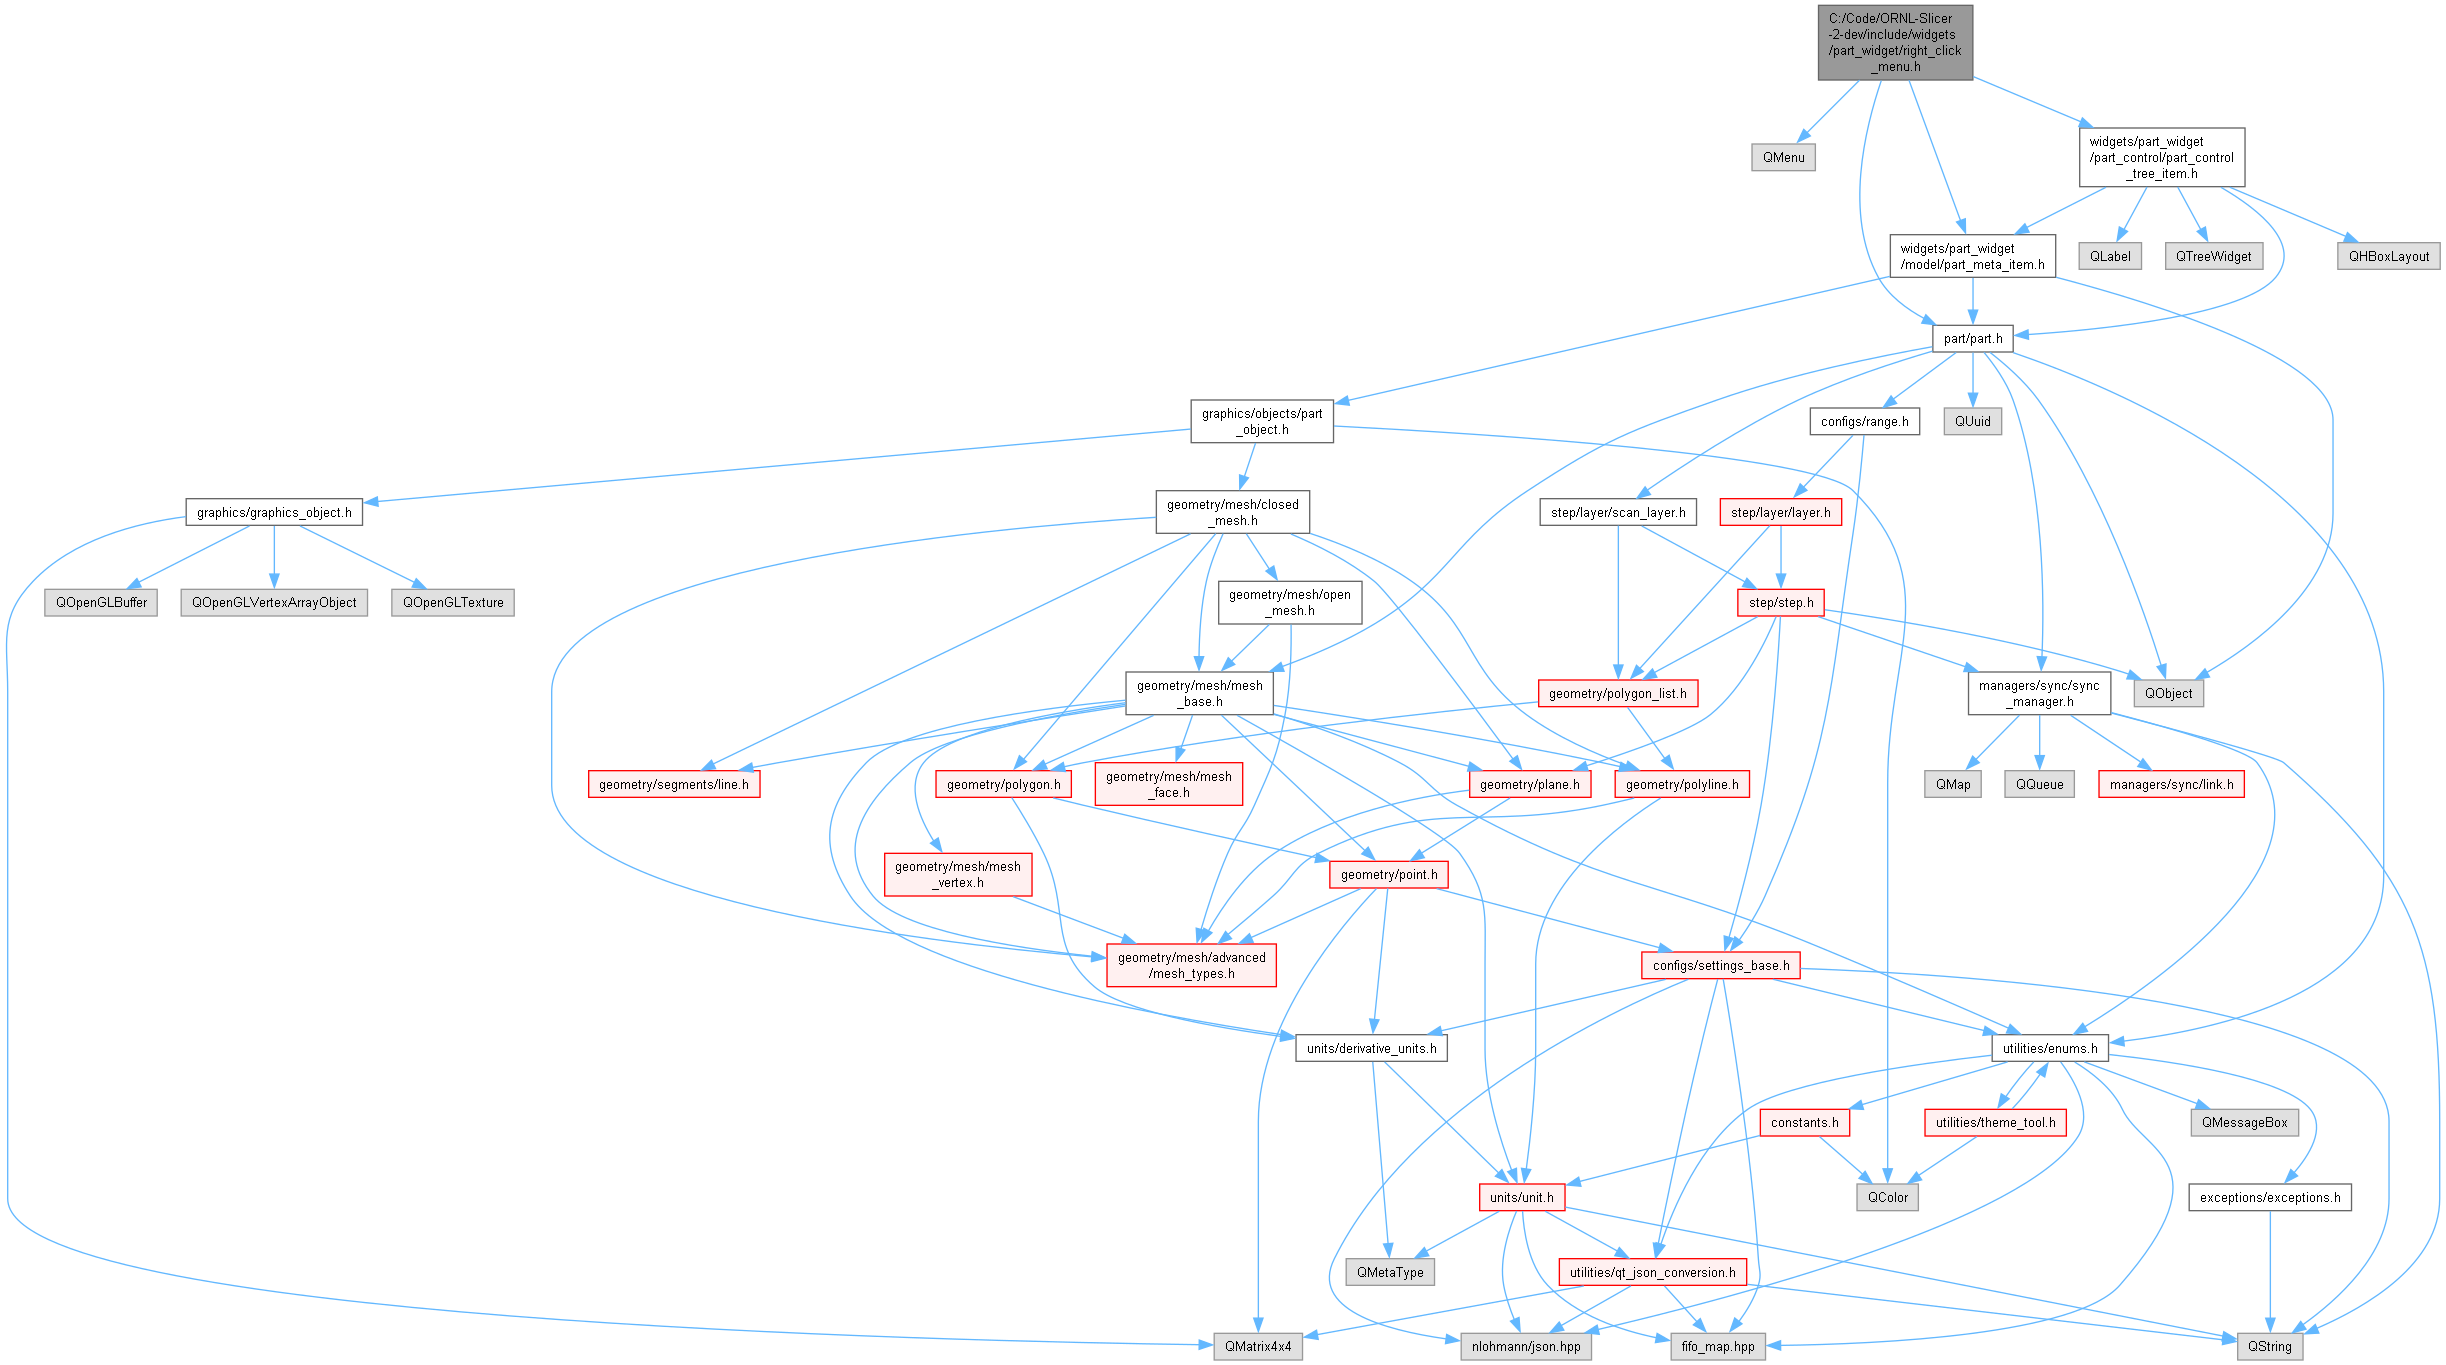 C:/Code/ORNL-Slicer
-2-dev/include/widgets
/part_widget/right_click
_menu.h
QMenu
widgets/part_widget
/part_control/part_control
_tree_item.h
widgets/part_widget
/model/part_meta_item.h
QLabel
QTreeWidget
QHBoxLayout
part/part.h
graphics/objects/part
_object.h
configs/range.h
QUuid
graphics/graphics_object.h
geometry/mesh/closed
_mesh.h
step/layer/scan_layer.h
step/layer/layer.h
QOpenGLBuffer
QOpenGLVertexArrayObject
QOpenGLTexture
geometry/mesh/open
_mesh.h
step/step.h
geometry/mesh/mesh
_base.h
geometry/polygon_list.h
managers/sync/sync
_manager.h
QObject
geometry/segments/line.h
geometry/polygon.h
geometry/mesh/mesh
_face.h
geometry/plane.h
geometry/polyline.h
QMap
QQueue
managers/sync/link.h
geometry/mesh/mesh
_vertex.h
geometry/point.h
geometry/mesh/advanced
/mesh_types.h
configs/settings_base.h
units/derivative_units.h
utilities/enums.h
constants.h
utilities/theme_tool.h
QMessageBox
units/unit.h
QColor
exceptions/exceptions.h
QMetaType
utilities/qt_json_conversion.h
QMatrix4x4
nlohmann/json.hpp
fifo_map.hpp
QString